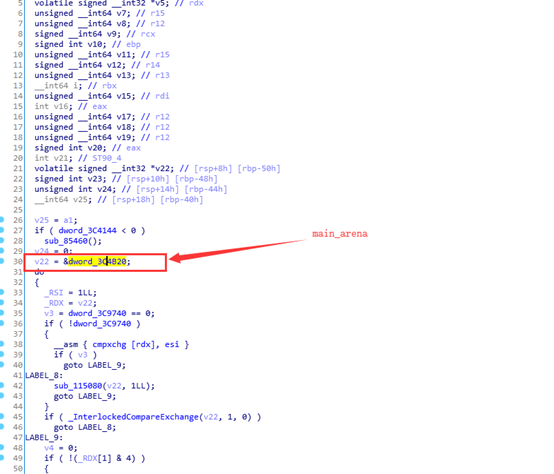 5 volatile signed __int32 *v5; // rdx
6 unsigned __int64 v7; // r15
7 unsigned __int64 v8; // r12
8 signed __int64 v9; // rcx
9 signed int v10; // ebp
10 unsigned __int64 v11; // r15
11 signed __int64 v12; // r14
12 unsigned __int64 v13; // r13
13 __int64 i; // rbx
14 unsigned __int64 v15; // rdi
15 int v16; // eax
16 unsigned __int64 v17; // r12
17 unsigned __int64 v18; // r12
18 unsigned __int64 v19; // r12
19 signed int v20; // eax
20 int v21; // ST90_4
21 volatile signed __int32 *v22; // [rsp+8h] [rbp-50h]
22 signed int v23; // [rsp+10h] [rbp-48h]
23 unsigned int v24; // [rsp+14h] [rbp-44h]
24 __int64 v25; // [rsp+18h] [rbp-40h]
25
26 v25 = a1;
27 if ( dword_3C4144 < 0 )
28 sub_85460();
29 v24 = 0;
30 v22 = &dword_3C4B20;
main_arena
31 do
32 {
33 _RSI = 1LL;
34 _RDX = v22;
35 v3 = dword_3C9740 == 0;
36 if ( !dword_3C9740 )
37 {
38 __asm { cmpxchg [rdx], esi }
39 if ( v3 )
40 goto LABEL_9;
41 LABEL_8:
42 sub_115080(v22, 1LL);
43 goto LABEL_9;
44 }
45 if ( _InterlockedCompareExchange(v22, 1, 0) )
46 goto LABEL_8;
47 LABEL_9:
48 v4 = 0;
49 if ( !(_RDX[1] & 4) )
50 {